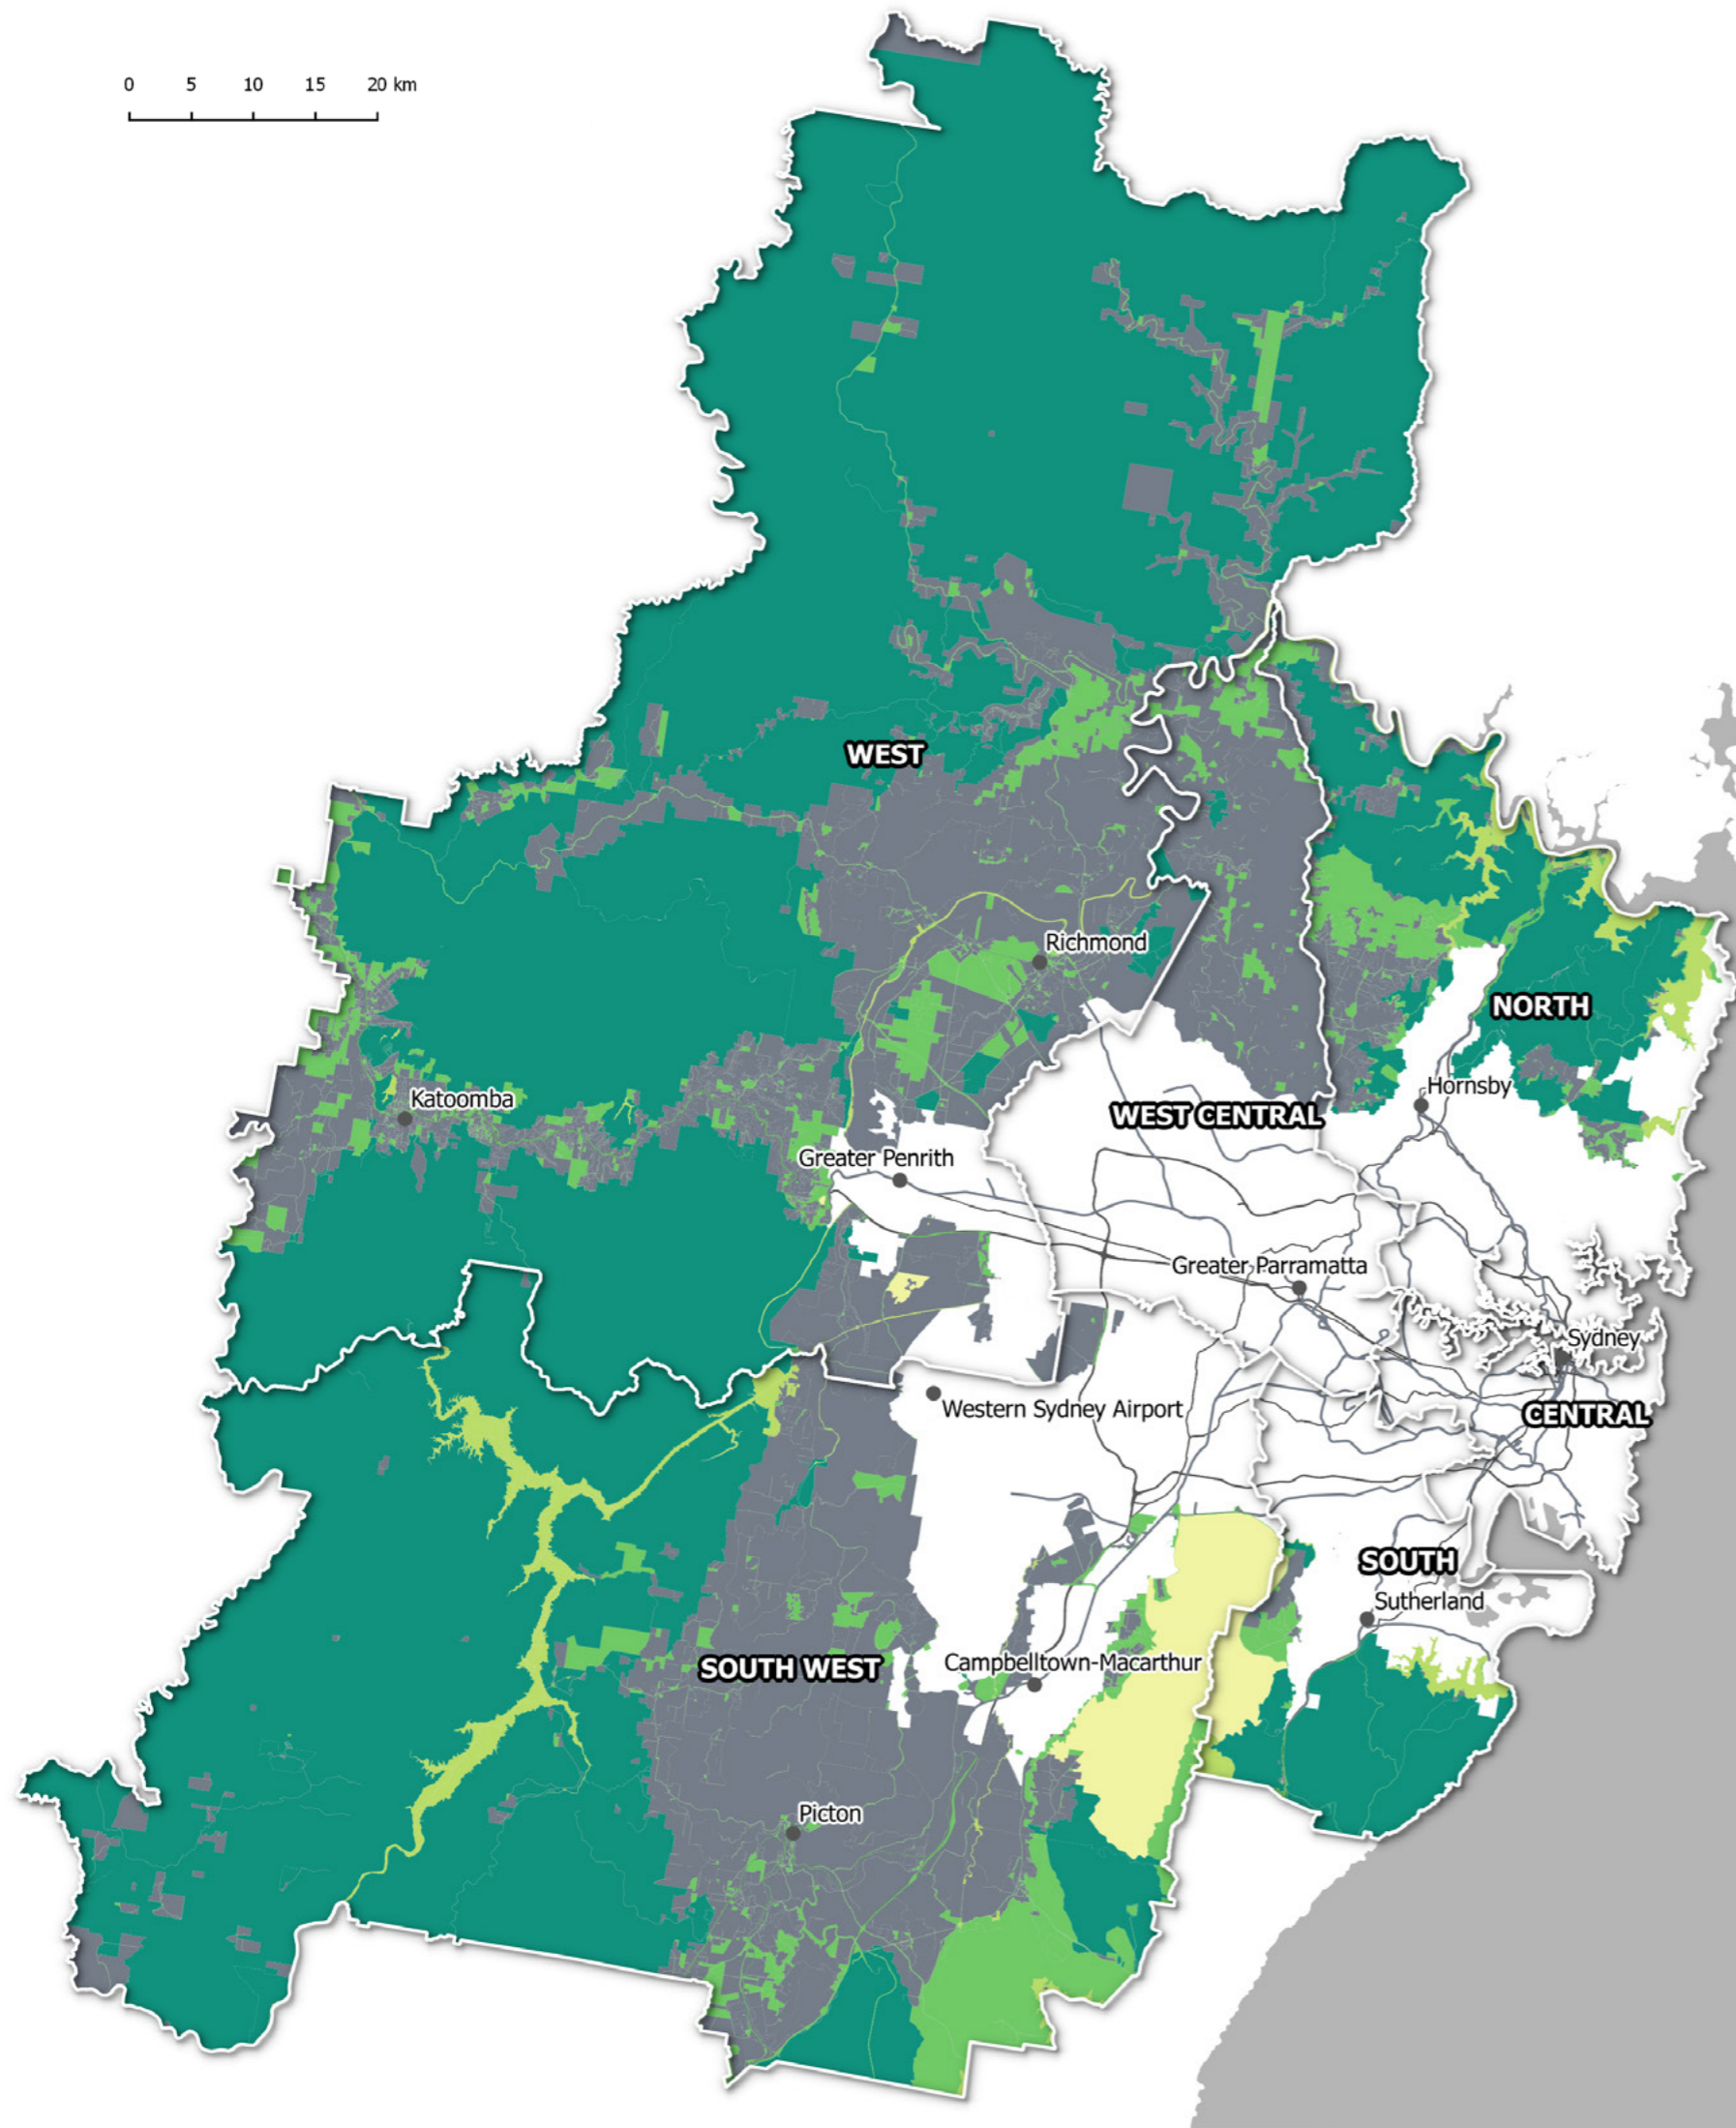 0 5 10 15 20 km
WEST
Richmond
NORTH
Hornsby
Katoomba
WEST CENTRAL
Greater Penrith
Greater Parramatta
Sydney
Western Sydney Airport
CENTRAL
SOUTH
Sutherland
Campbelltown-Macarthur
SOUTH WEST
Picton